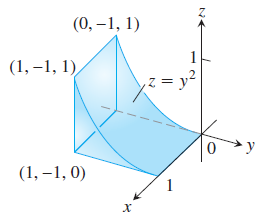 z
(0, −1, 1)
(1, −1, 1)
1
z = y²
0
y
(1, −1, 0)
1
x